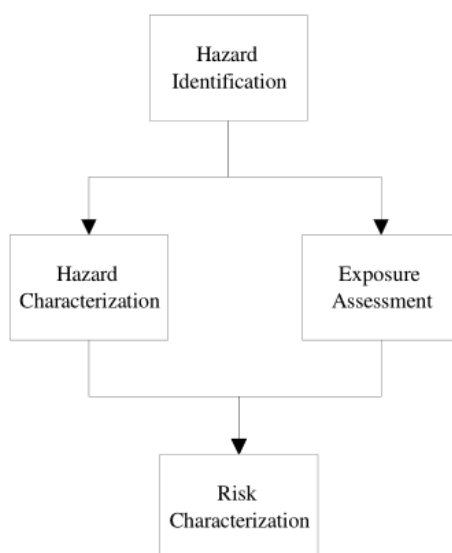 Hazard
Identification
Hazard
Characterization
Exposure
Assessment
Risk
Characterization